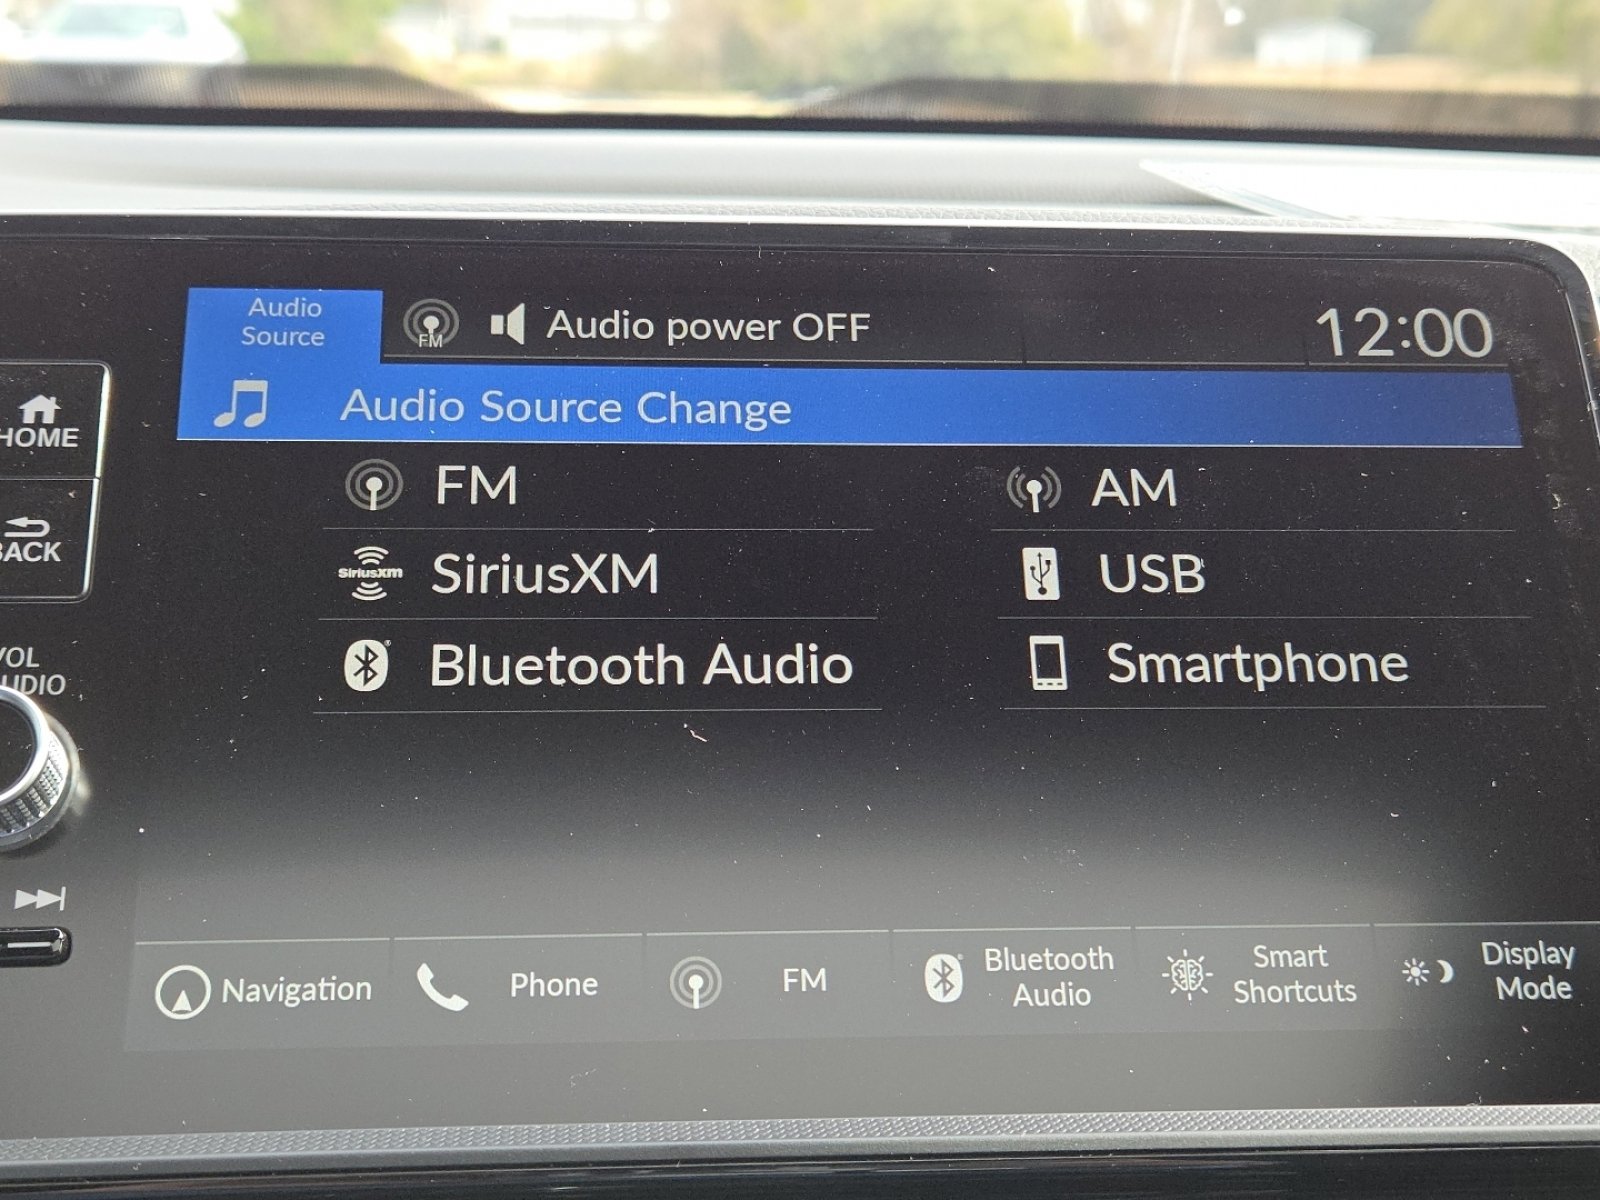 Audio
Source
FM
Audio power OFF
12:00
Audio Source Change
HOME
FM
AM
BACK
siriusxm
SiriusXM
USB
Bluetooth Audio
Smartphone
VOL
AUDIO
Navigation
Phone
FM
Bluetooth
Audio
Smart
Shortcuts
Display
Mode